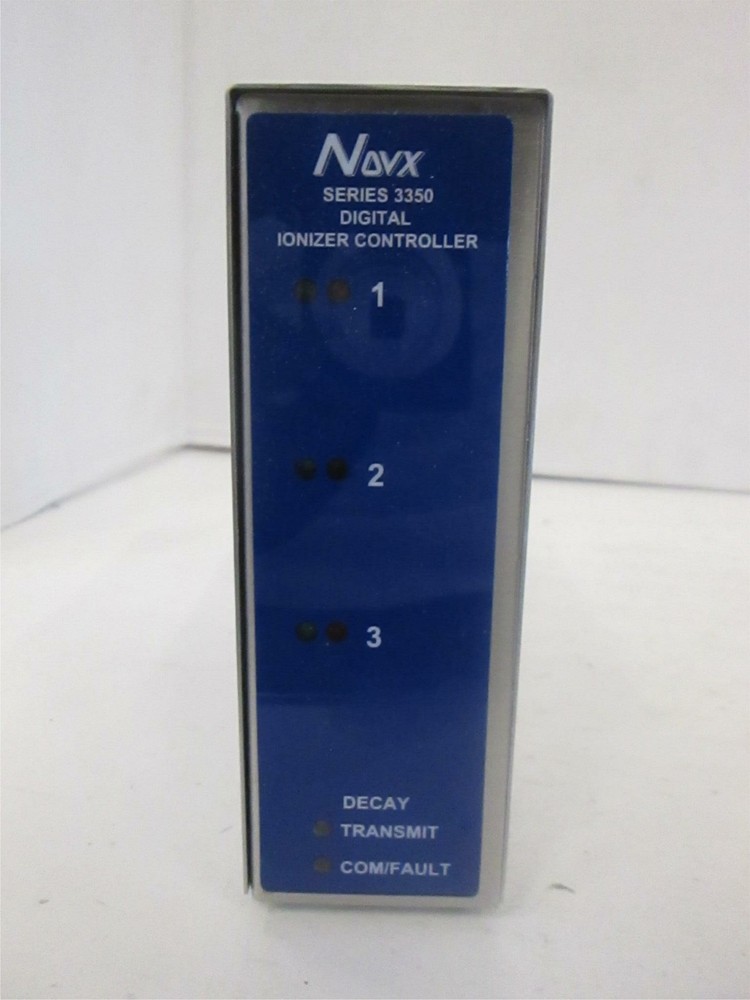 NOVX
SERIES 3350
DIGITAL
IONIZER CONTROLLER
1
2
3
DECAY
TRANSMIT
COM/FAULT